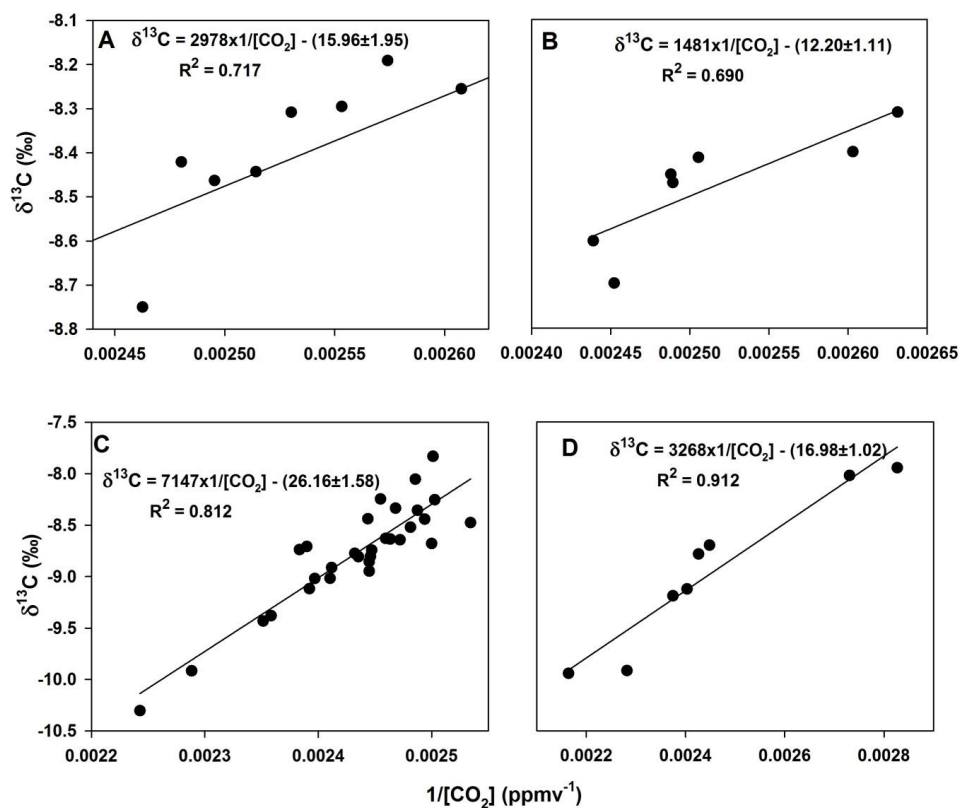 A
δ¹³C = 2978x1/[CO₂] - (15.96±1.95)
R² = 0.717
-8.1
-8.2
-8.3
-8.4
-8.5
-8.6
-8.7
-8.8
δ¹³C (‰)
0.00245 0.00250 0.00255 0.00260
B
δ¹³C = 1481x1/[CO₂] - (12.20±1.11)
R² = 0.690
0.00240 0.00245 0.00250 0.00255 0.00260 0.00265
C
δ¹³C = 7147x1/[CO₂] - (26.16±1.58)
R² = 0.812
-7.5
-8.0
-8.5
-9.0
-9.5
-10.0
-10.5
δ¹³C (‰)
0.0022 0.0023 0.0024 0.0025
D
δ¹³C = 3268x1/[CO₂] - (16.98±1.02)
R² = 0.912
0.0022 0.0024 0.0026 0.0028
1/[CO₂] (ppmv⁻¹)